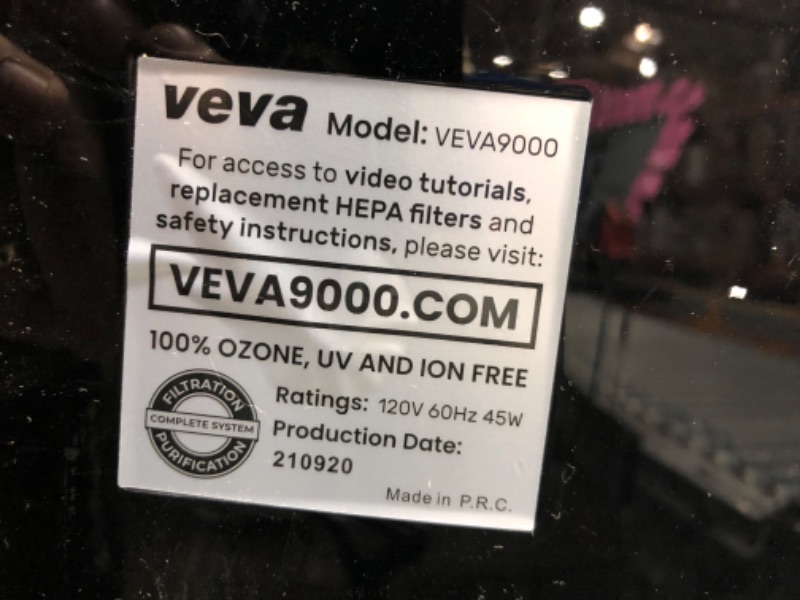 veva Model: VEVA9000
For access to video tutorials,
replacement HEPA filters and
safety instructions, please visit:
VEVA9000.COM
100% OZONE, UV AND ION FREE
FILTRATION
COMPLETE SYSTEM
PURIFICATION
Ratings: 120V 60Hz 45W
Production Date:
210920
Made in P.R.C.